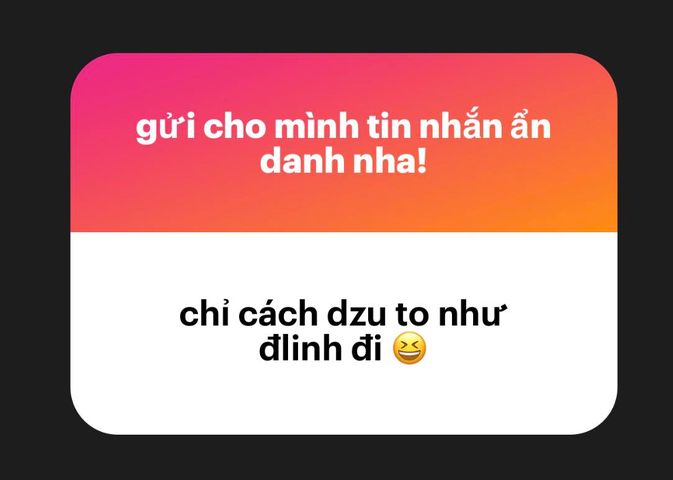 gửi cho mình tin nhắn ẩn
danh nha!
chỉ cách dzu to như
đlinh đi 😆